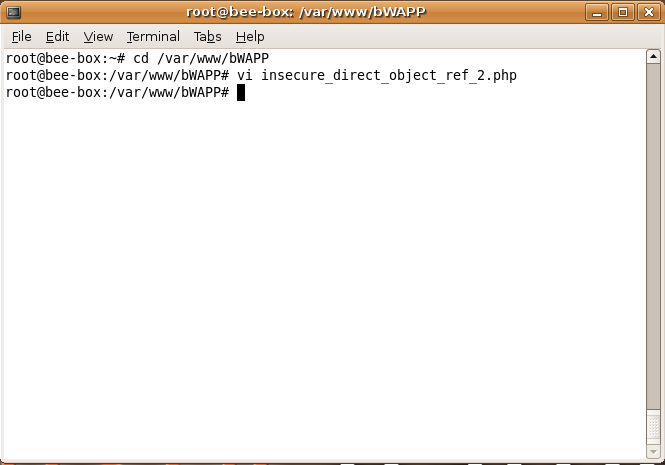 root@bee-box: /var/www/bWAPP
File Edit View Terminal Tabs Help
root@bee-box:~# cd /var/www/bWAPP
root@bee-box:/var/www/bWAPP# vi insecure_direct_object_ref_2.php
root@bee-box:/var/www/bWAPP#